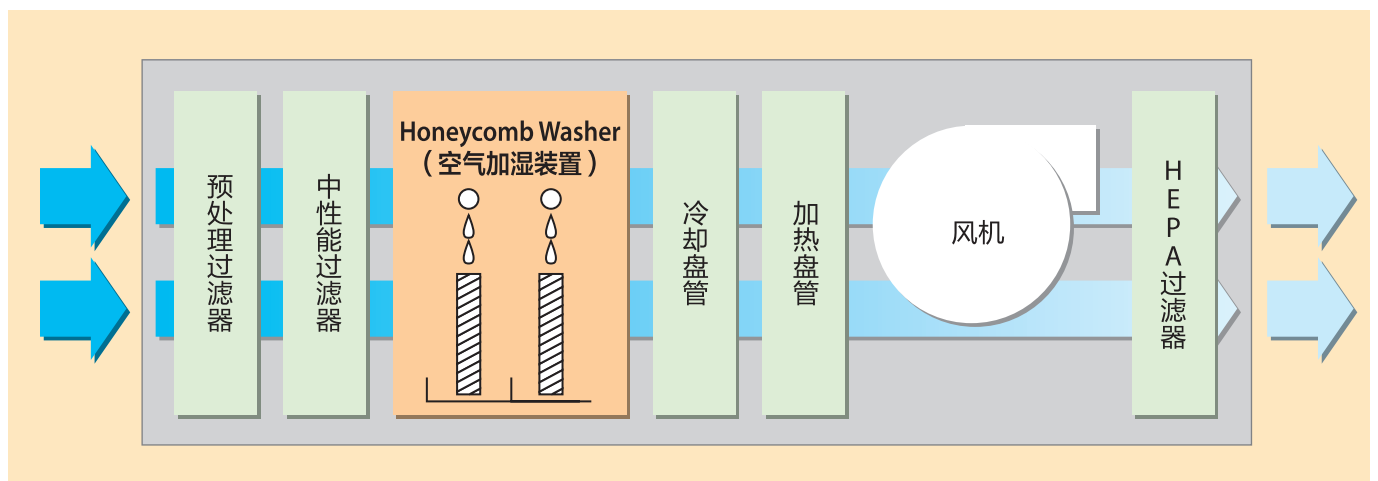 预处理过滤器
中性能过滤器
Honeycomb Washer
（空气加湿装置）
冷却盘管
加热盘管
风机
HEPA过滤器